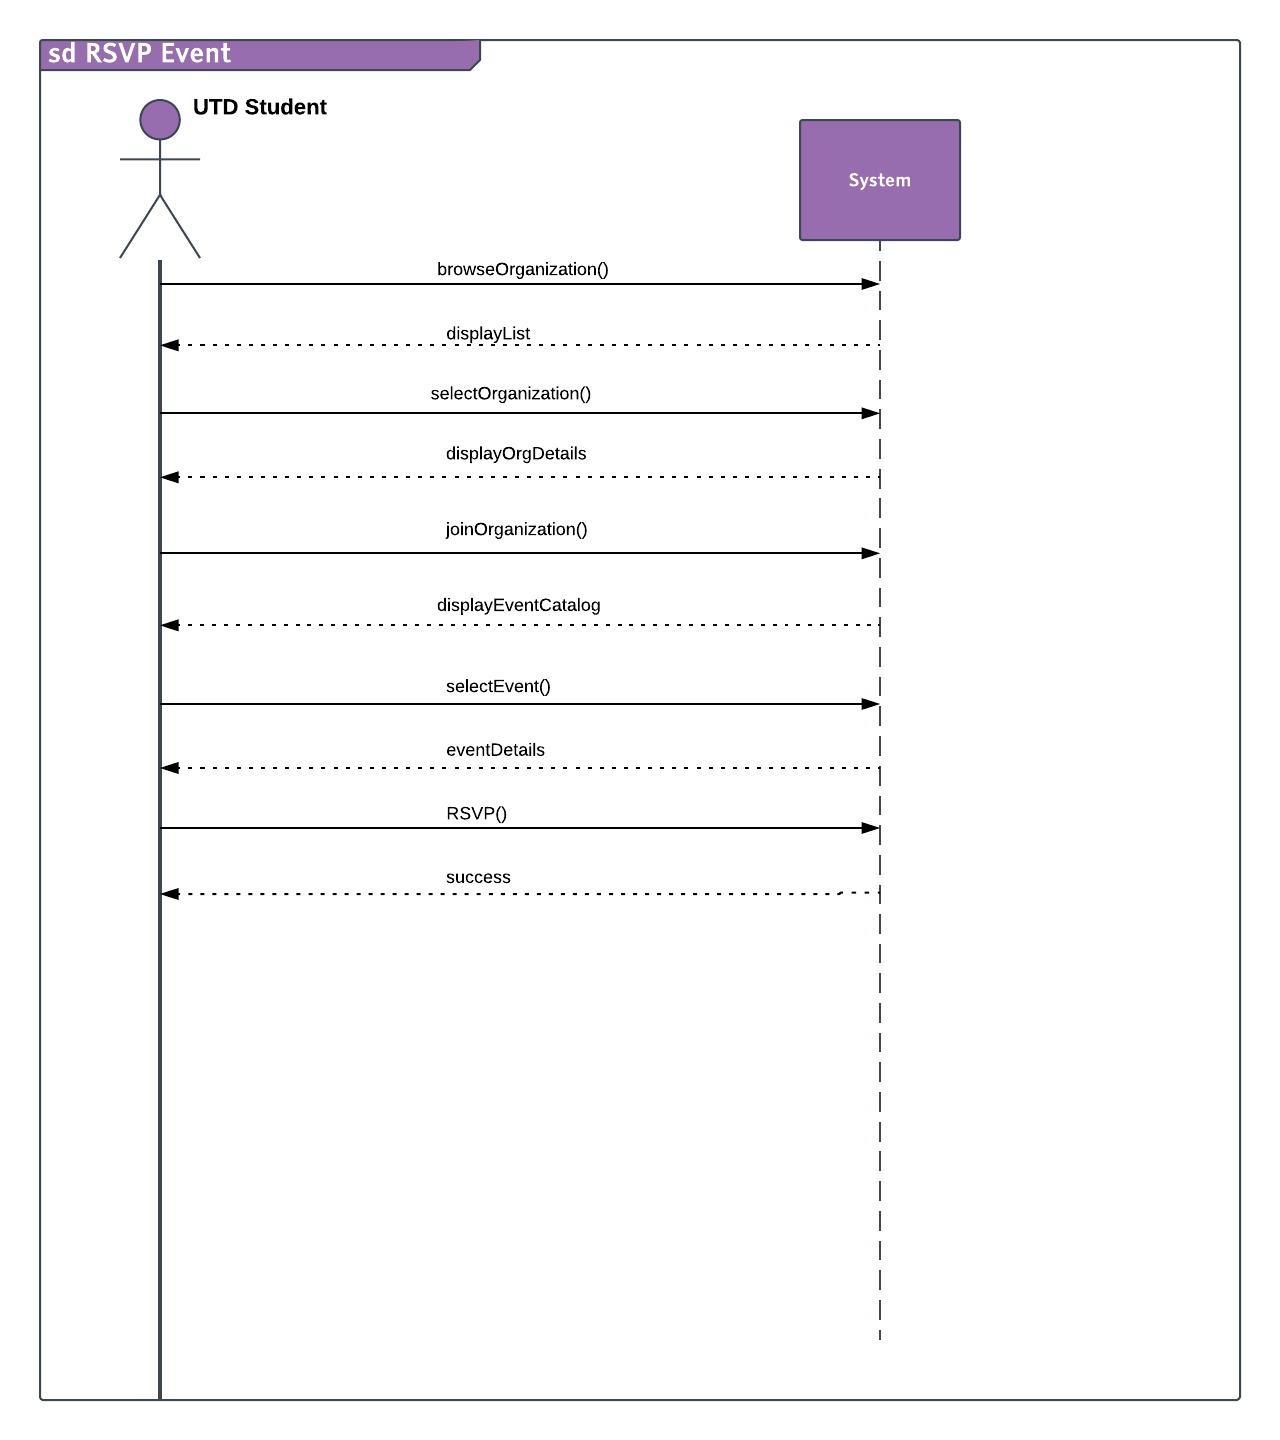 sd RSVP Event
UTD Student
System
browseOrganization()
displayList
selectOrganization()
displayOrgDetails
joinOrganization()
displayEventCatalog
selectEvent()
eventDetails
RSVP()
success